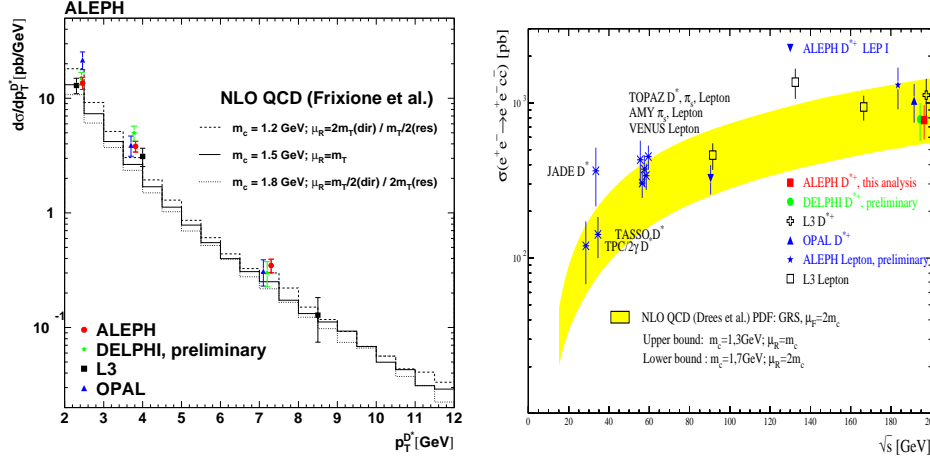 ALEPH
dσ/dp_T^D* [pb/GeV]
NLO QCD (Frixione et al.)
m_c = 1.2 GeV; μ_R=2m_T(dir) / m_T/2(res)
m_c = 1.5 GeV; μ_R=m_T
m_c = 1.8 GeV; μ_R=m_T/2(dir) / 2m_T(res)
10
1
10^-1
ALEPH
DELPHI, preliminary
L3
OPAL
2 3 4 5 6 7 8 9 10 11 12
p_T^D* [GeV]
σ(e⁺e⁻→e⁺e⁻cc̄) [pb]
ALEPH D*⁺ LEP I
TOPAZ D*, π_s, Lepton
AMY π_s, Lepton
VENUS Lepton
10^3
JADE D*
ALEPH D*⁺, this analysis
DELPHI D*⁺, preliminary
L3 D*⁺
OPAL D*⁺
ALEPH Lepton, preliminary
L3 Lepton
TASSO D*
TPC/2γ D*
10^2
NLO QCD (Drees et al.) PDF: GRS, μ_F=2m_c
Upper bound: m_c=1,3GeV; μ_R=m_c
Lower bound : m_c=1,7GeV; μ_R=2m_c
0 20 40 60 80 100 120 140 160 180
√s [GeV]